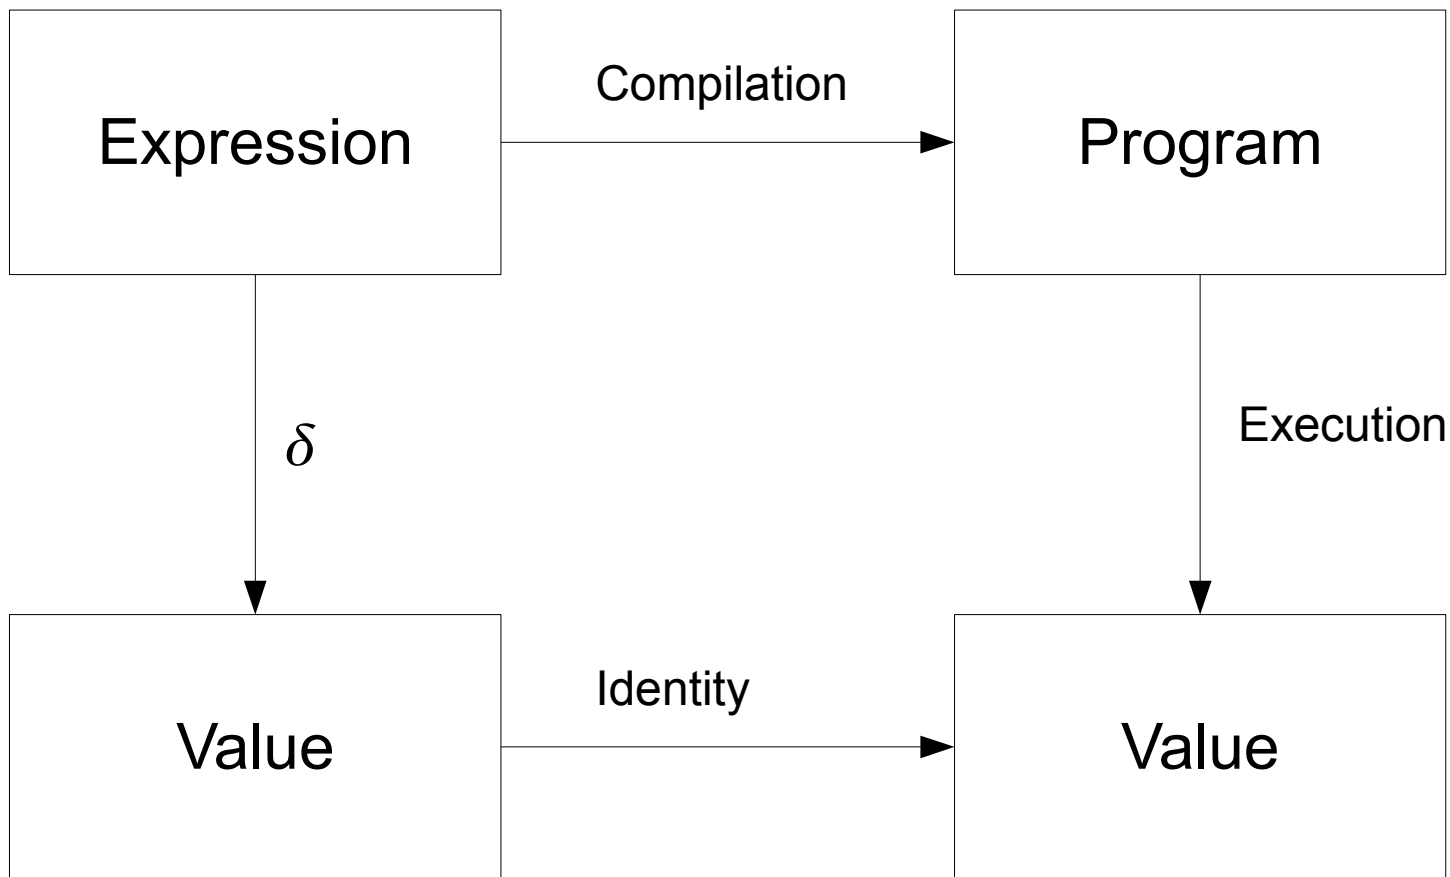 Compilation
Expression
Program
δ
Execution
Identity
Value
Value